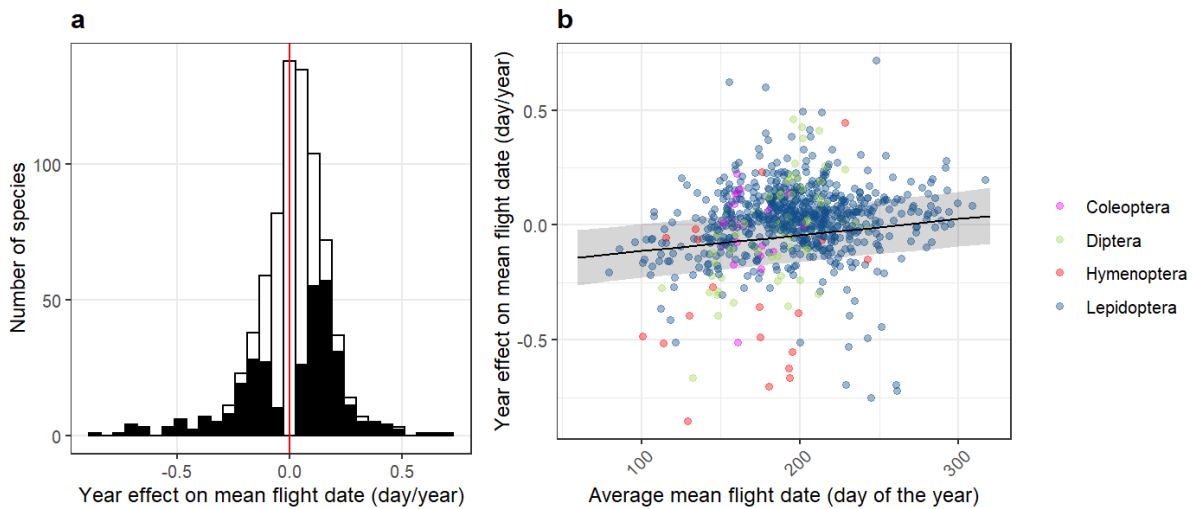 a
Number of species
100
50
0
-0.5
0.0
0.5
Year effect on mean flight date (day/year)
b
Year effect on mean flight date (day/year)
0.5
0.0
-0.5
100
200
300
Average mean flight date (day of the year)
Coleoptera
Diptera
Hymenoptera
Lepidoptera